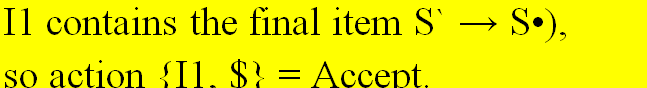 I1 contains the final item S` → S•),
so action {I1, $} = Accept.